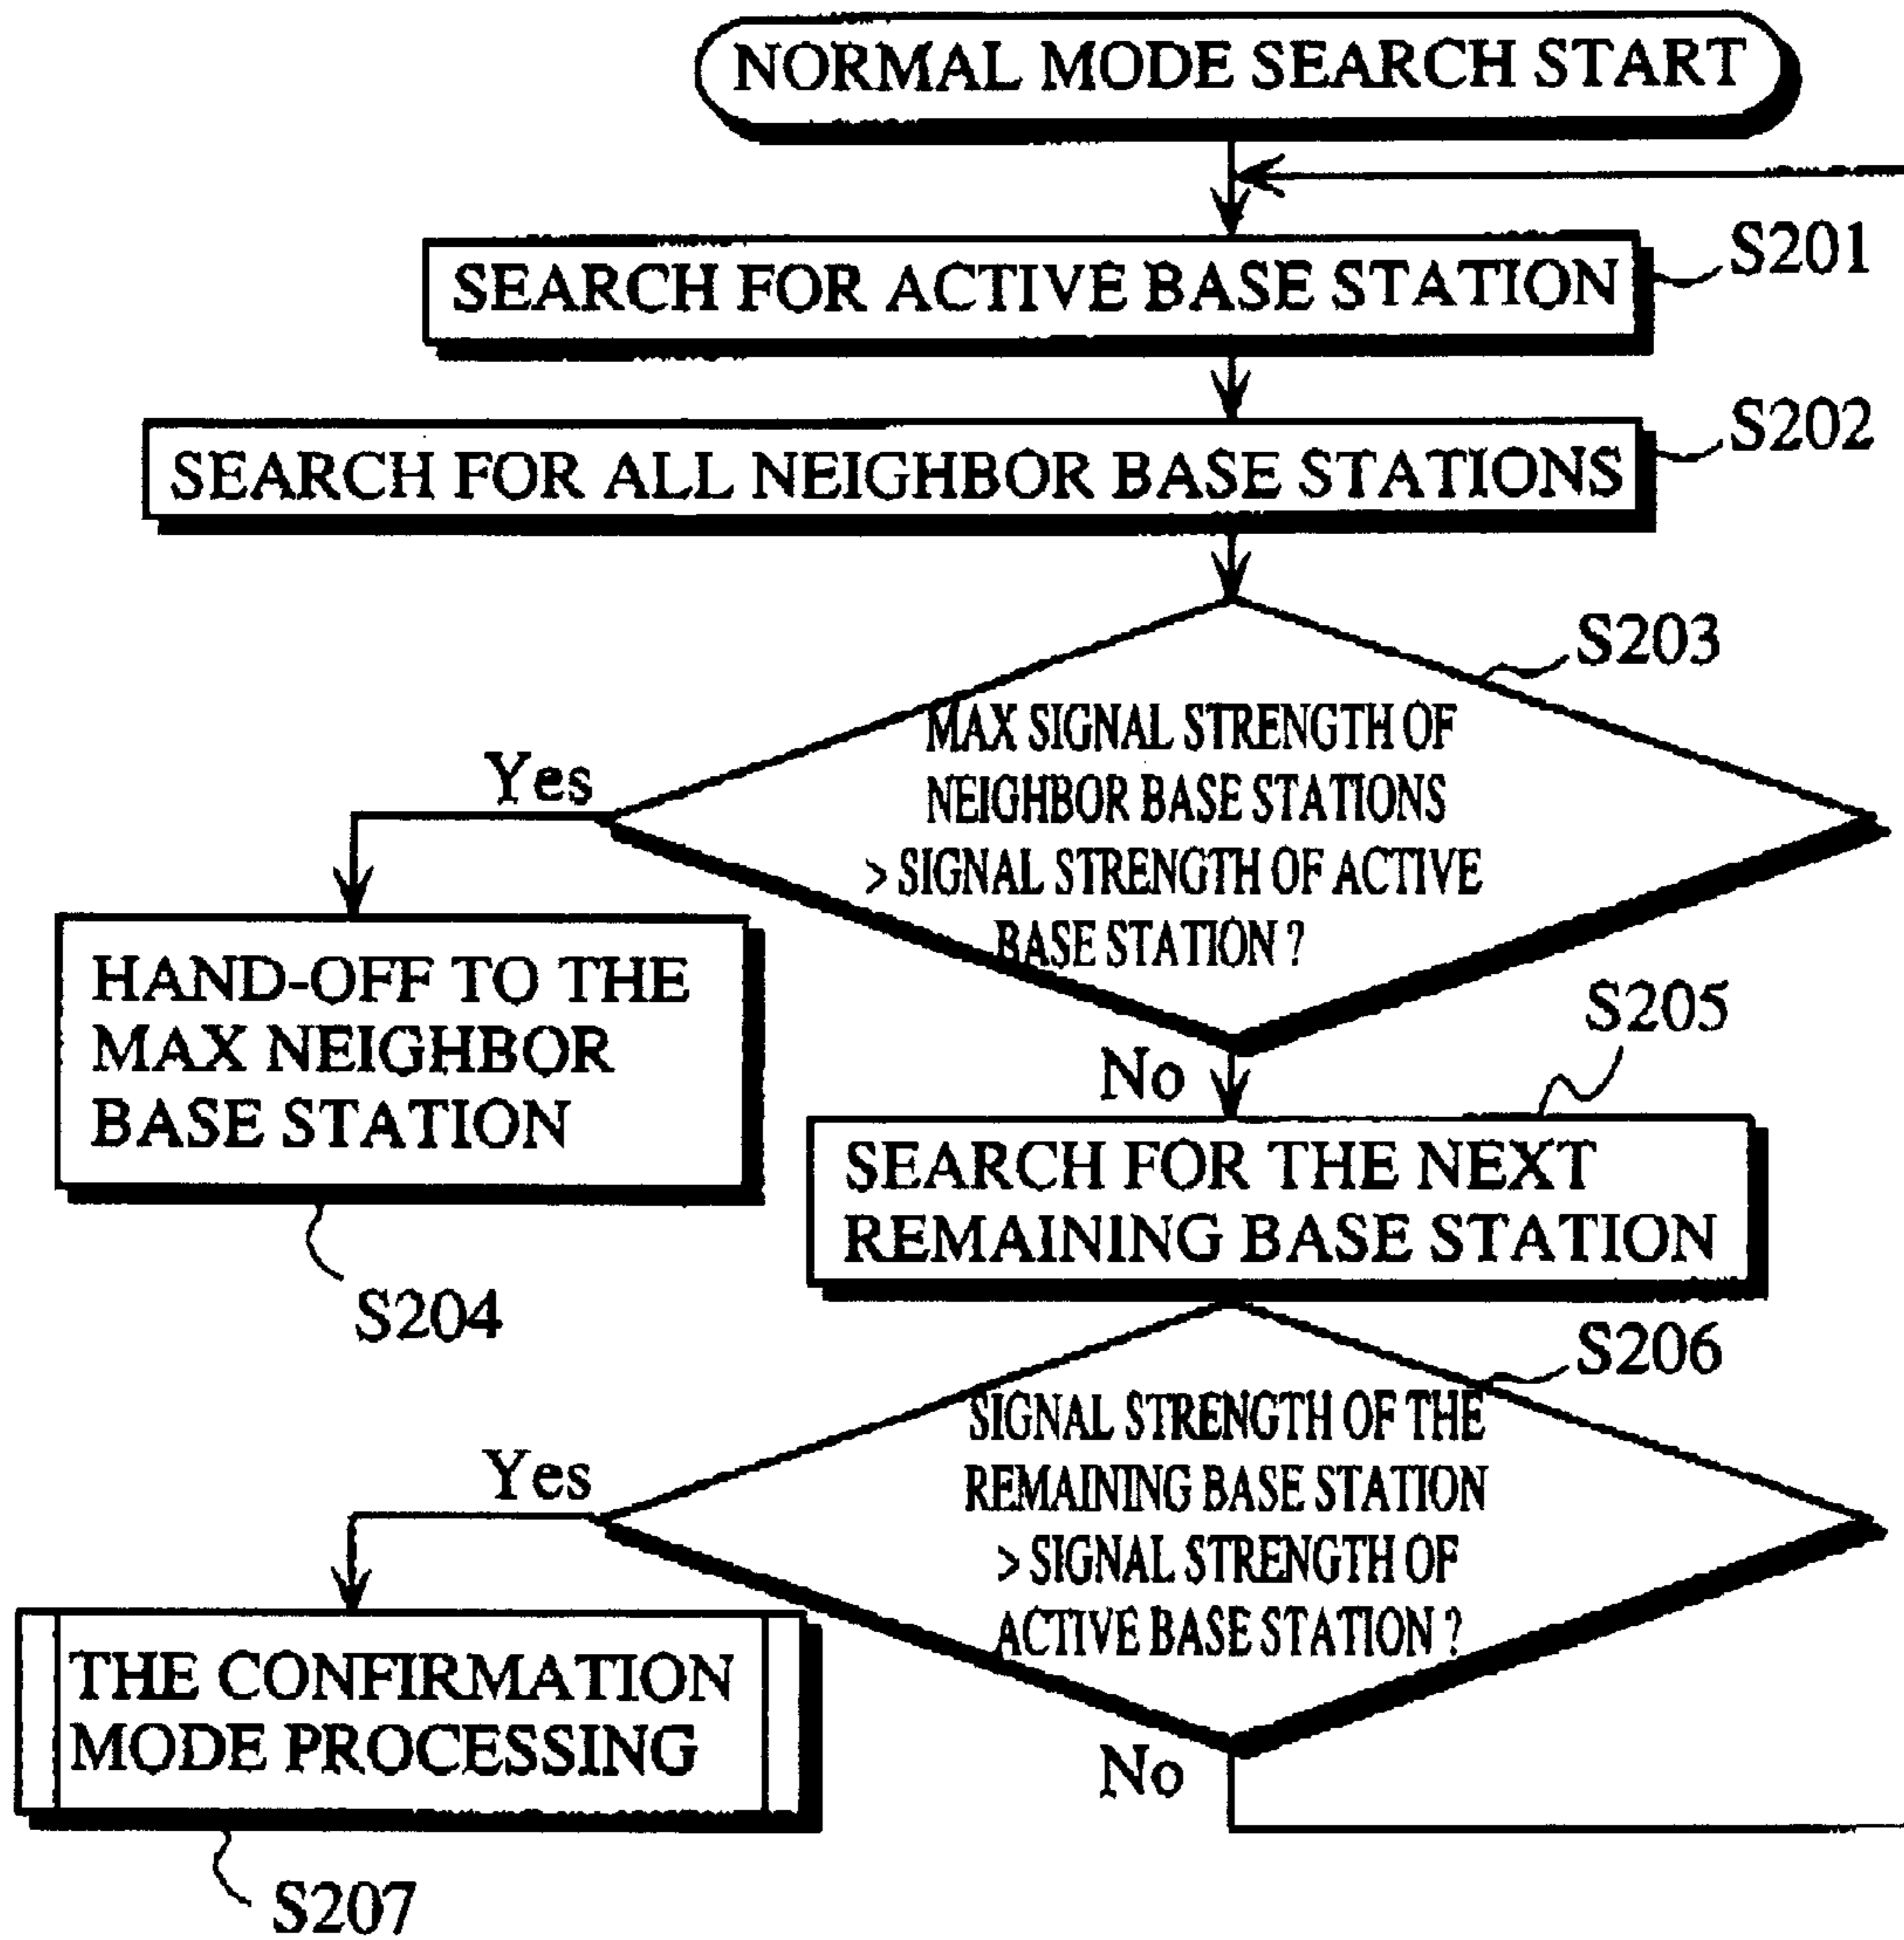 NORMAL MODE SEARCH START
SEARCH FOR ACTIVE BASE STATION
S201
SEARCH FOR ALL NEIGHBOR BASE STATIONS
S202
S203
MAX SIGNAL STRENGTH OF
NEIGHBOR BASE STATIONS
> SIGNAL STRENGTH OF ACTIVE
BASE STATION ?
Yes
HAND-OFF TO THE
MAX NEIGHBOR
BASE STATION
S204
No
S205
SEARCH FOR THE NEXT
REMAINING BASE STATION
S206
SIGNAL STRENGTH OF THE
REMAINING BASE STATION
> SIGNAL STRENGTH OF
ACTIVE BASE STATION ?
Yes
THE CONFIRMATION
MODE PROCESSING
S207
No